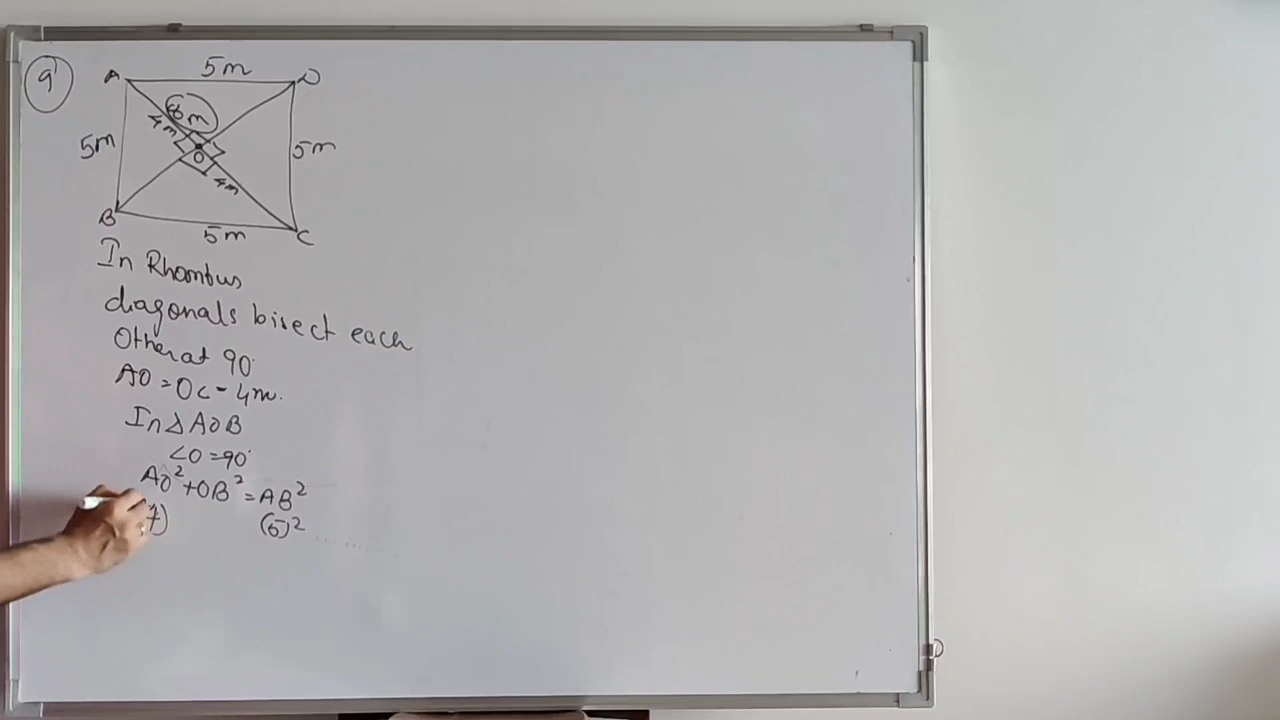 9
A 5m D
8m
4m
5m O 5m
4m
B 5m C
In Rhombus
diagonals bisect each
Other at 90°
AO = OC - 4m.
In △ AOB
∠O = 90°
AO² + OB² = AB²
(5)²